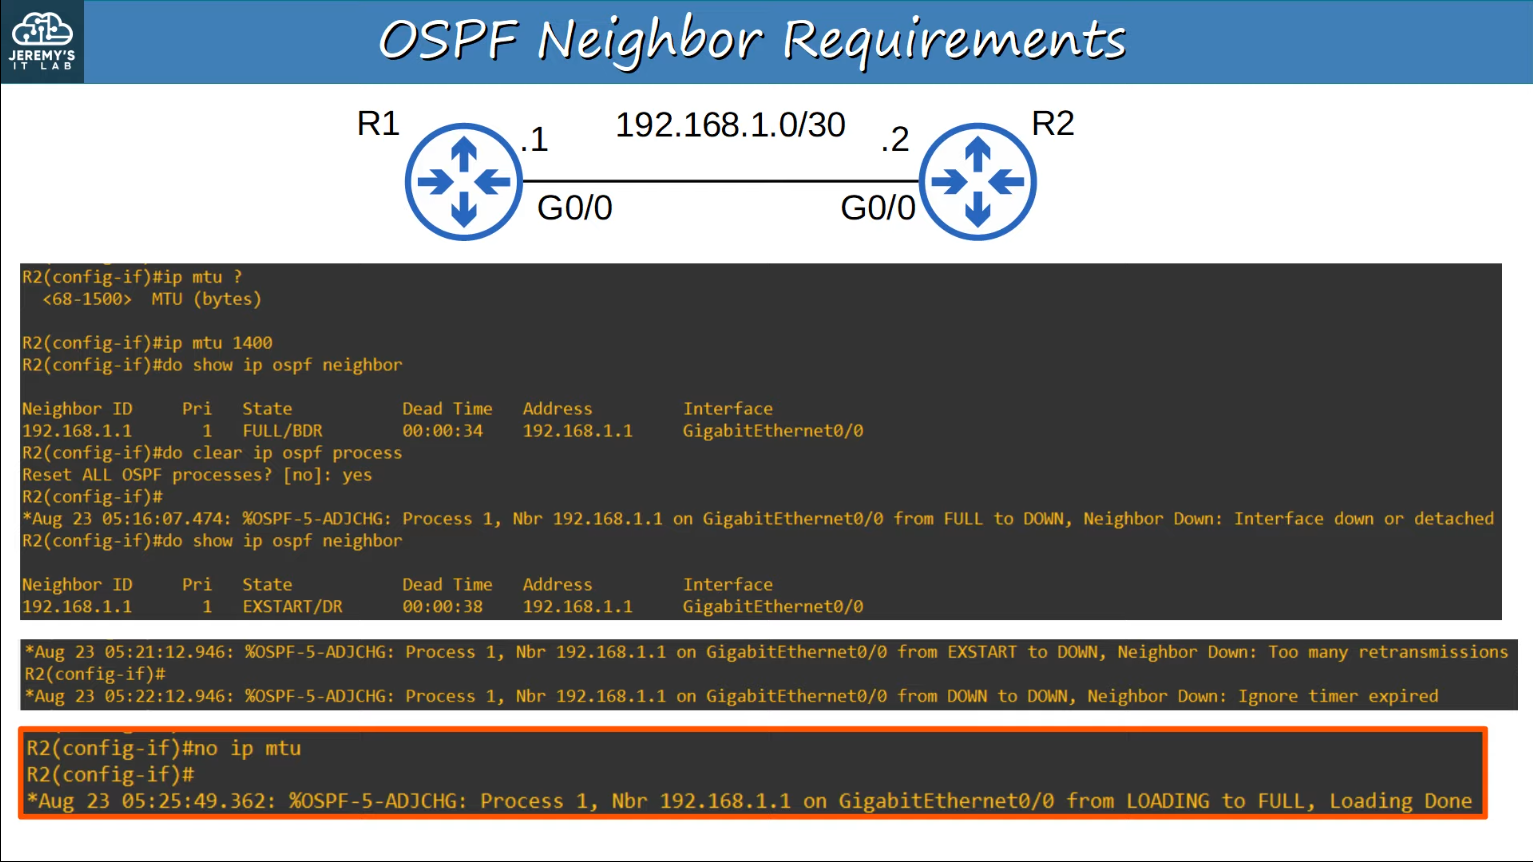 JEREMY'S
IT LAB
OSPF Neighbor Requirements
R1
.1
192.168.1.0/30
.2
R2
G0/0
G0/0
R2(config-if)#ip mtu ?
  <68-1500>  MTU (bytes)
R2(config-if)#ip mtu 1400
R2(config-if)#do show ip ospf neighbor
Neighbor ID     Pri   State           Dead Time   Address         Interface
192.168.1.1       1   FULL/BDR        00:00:34    192.168.1.1     GigabitEthernet0/0
R2(config-if)#do clear ip ospf process
Reset ALL OSPF processes? [no]: yes
R2(config-if)#
*Aug 23 05:16:07.474: %OSPF-5-ADJCHG: Process 1, Nbr 192.168.1.1 on GigabitEthernet0/0 from FULL to DOWN, Neighbor Down: Interface down or detached
R2(config-if)#do show ip ospf neighbor
Neighbor ID     Pri   State           Dead Time   Address         Interface
192.168.1.1       1   EXSTART/DR      00:00:38    192.168.1.1     GigabitEthernet0/0
*Aug 23 05:21:12.946: %OSPF-5-ADJCHG: Process 1, Nbr 192.168.1.1 on GigabitEthernet0/0 from EXSTART to DOWN, Neighbor Down: Too many retransmissions
R2(config-if)#
*Aug 23 05:22:12.946: %OSPF-5-ADJCHG: Process 1, Nbr 192.168.1.1 on GigabitEthernet0/0 from DOWN to DOWN, Neighbor Down: Ignore timer expired
R2(config-if)#no ip mtu
R2(config-if)#
*Aug 23 05:25:49.362: %OSPF-5-ADJCHG: Process 1, Nbr 192.168.1.1 on GigabitEthernet0/0 from LOADING to FULL, Loading Done